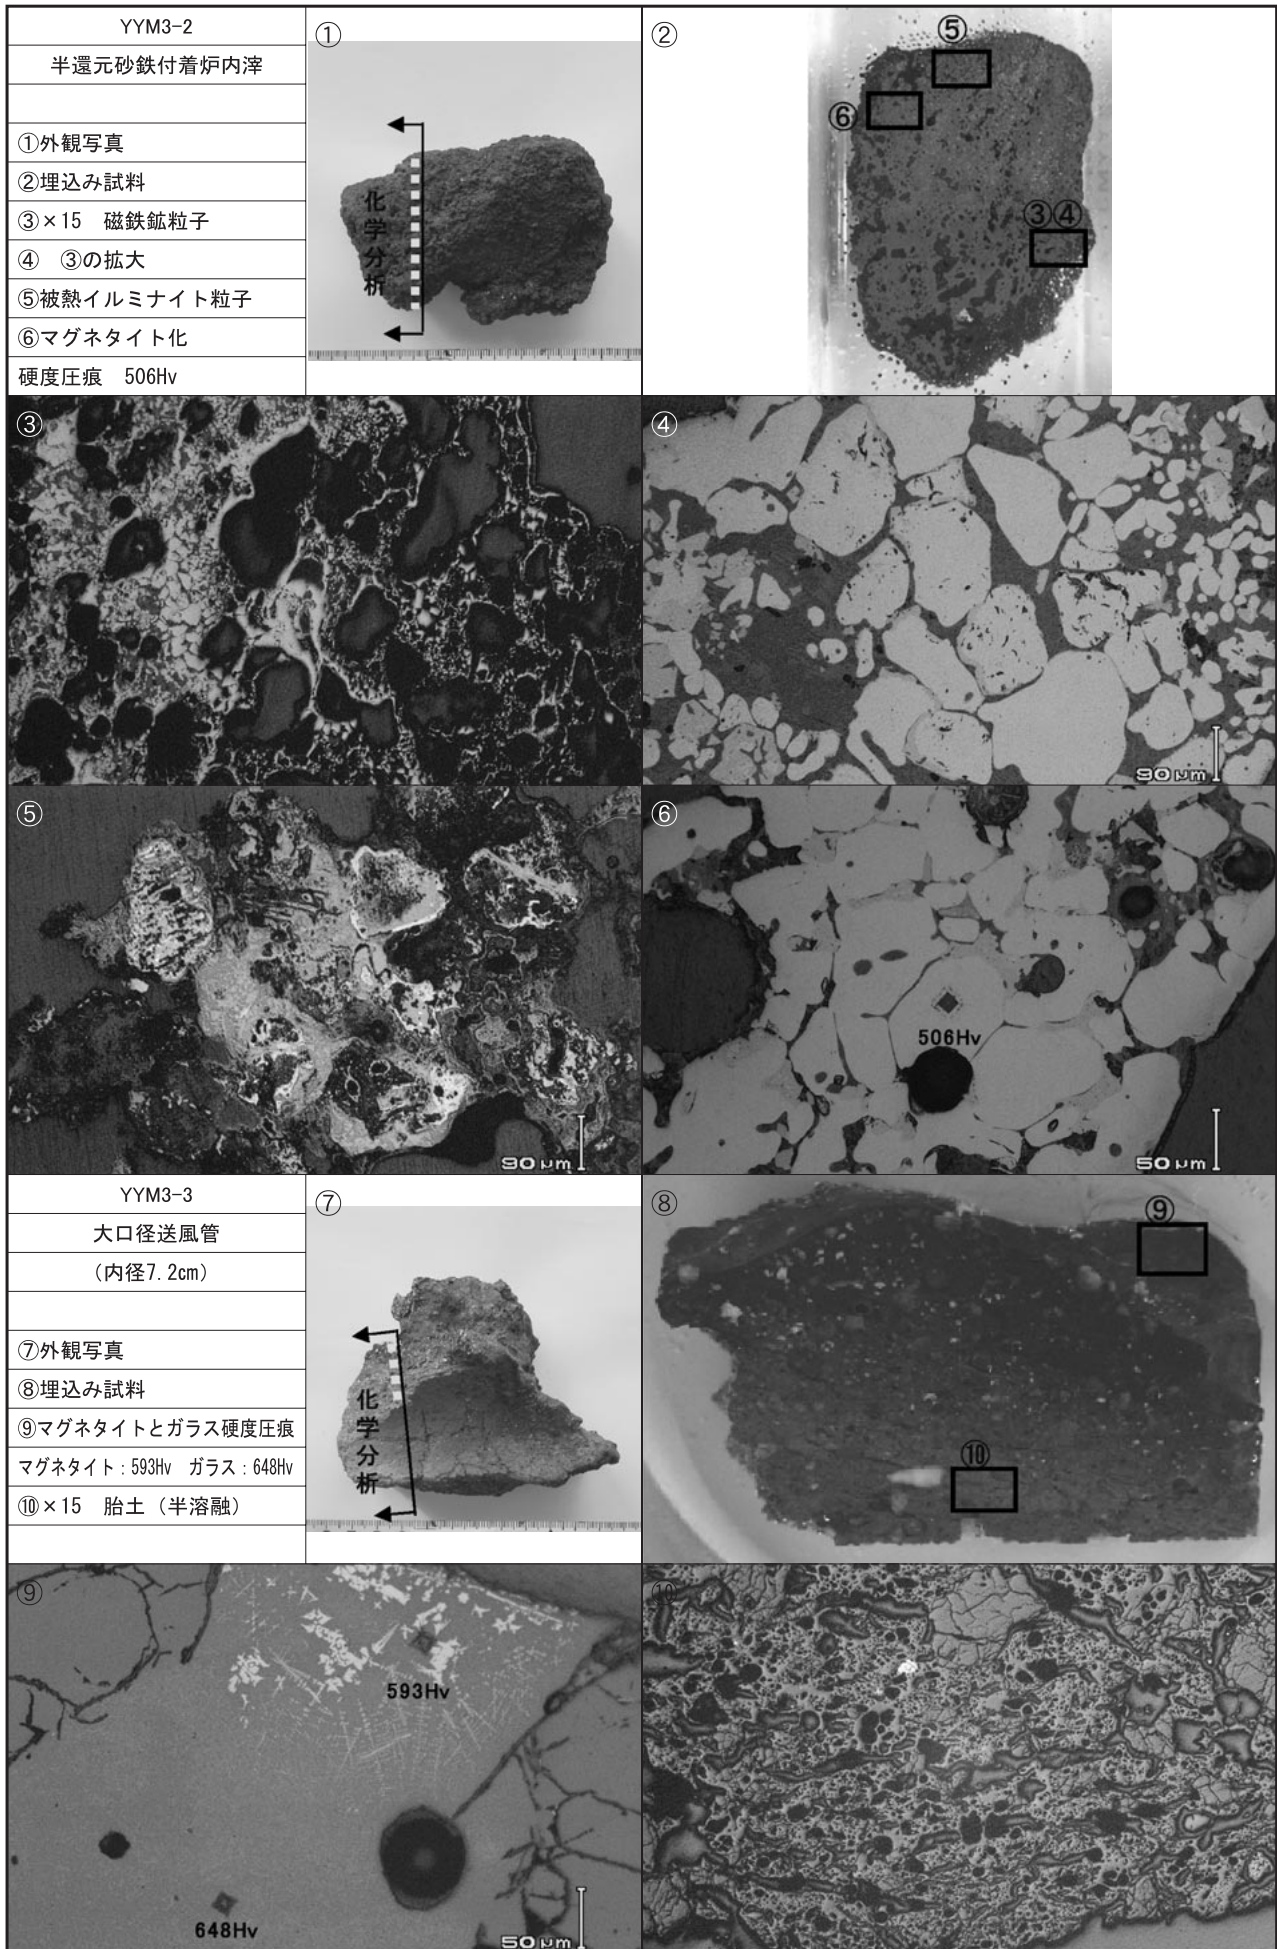 YYM3-2
半還元砂鉄付着炉内滓
①外観写真
②埋込み試料
③×15 磁鉄鉱粒子
④ ③の拡大
⑤被熱イルミナイト粒子
⑥マグネタイト化
硬度圧痕 506Hv
①
化学分析
②
⑤
⑥
③④
③
④
90μm
⑤
90μm
⑥
506Hv
50μm
YYM3-3
大口径送風管
(内径7.2cm)
⑦外観写真
⑧埋込み試料
⑨マグネタイトとガラス硬度圧痕
マグネタイト:593Hv ガラス:648Hv
⑩×15 胎土(半溶融)
⑦
化学分析
⑧
⑨
⑩
⑨
593Hv
648Hv
50μm
⑩